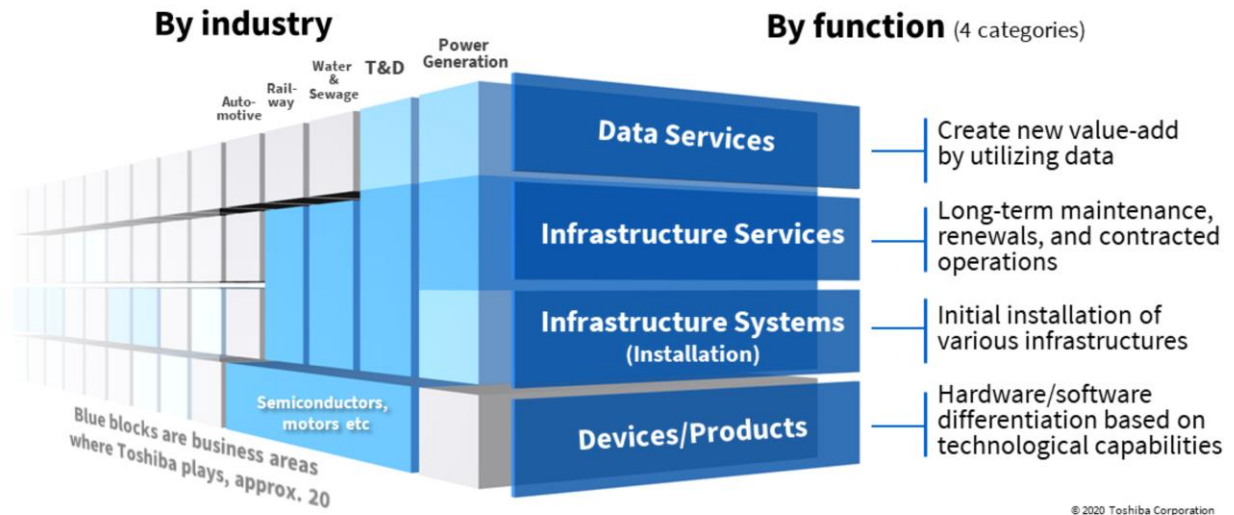 By industry
By function (4 categories)
Auto-
motive
Rail-
way
Water
&
Sewage
T&D
Power
Generation
Data Services
Create new value-add
by utilizing data
Infrastructure Services
Long-term maintenance,
renewals, and contracted
operations
Infrastructure Systems
(Installation)
Initial installation of
various infrastructures
Semiconductors,
motors etc
Devices/Products
Hardware/software
differentiation based on
technological capabilities
Blue blocks are business areas
where Toshiba plays, approx. 20
© 2020 Toshiba Corporation